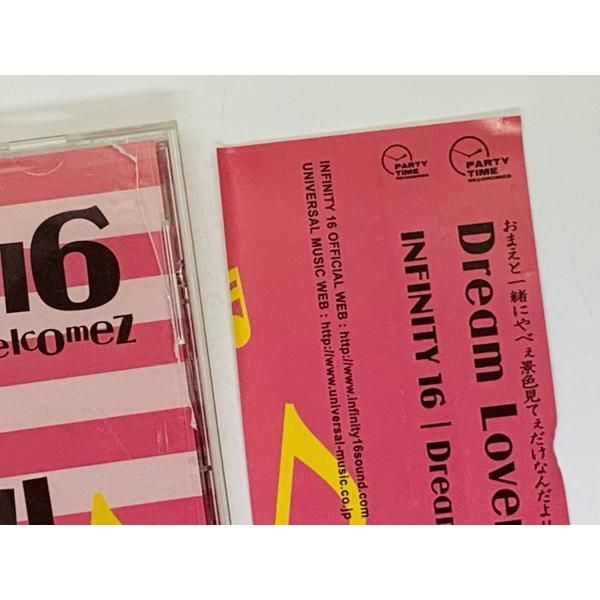 16
elcomez
PARTY
TIME
RECORDINGS
PARTY
TIME
RECORDINGS
おまえと一緒にやべぇ景色見てぇだけなんだよ
Dream Lover
INFINITY 16 | Drea
INFINITY 16 OFFICIAL WEB : http://www.infinity16sound.com
UNIVERSAL MUSIC WEB : http://www.universal-music.co.jp